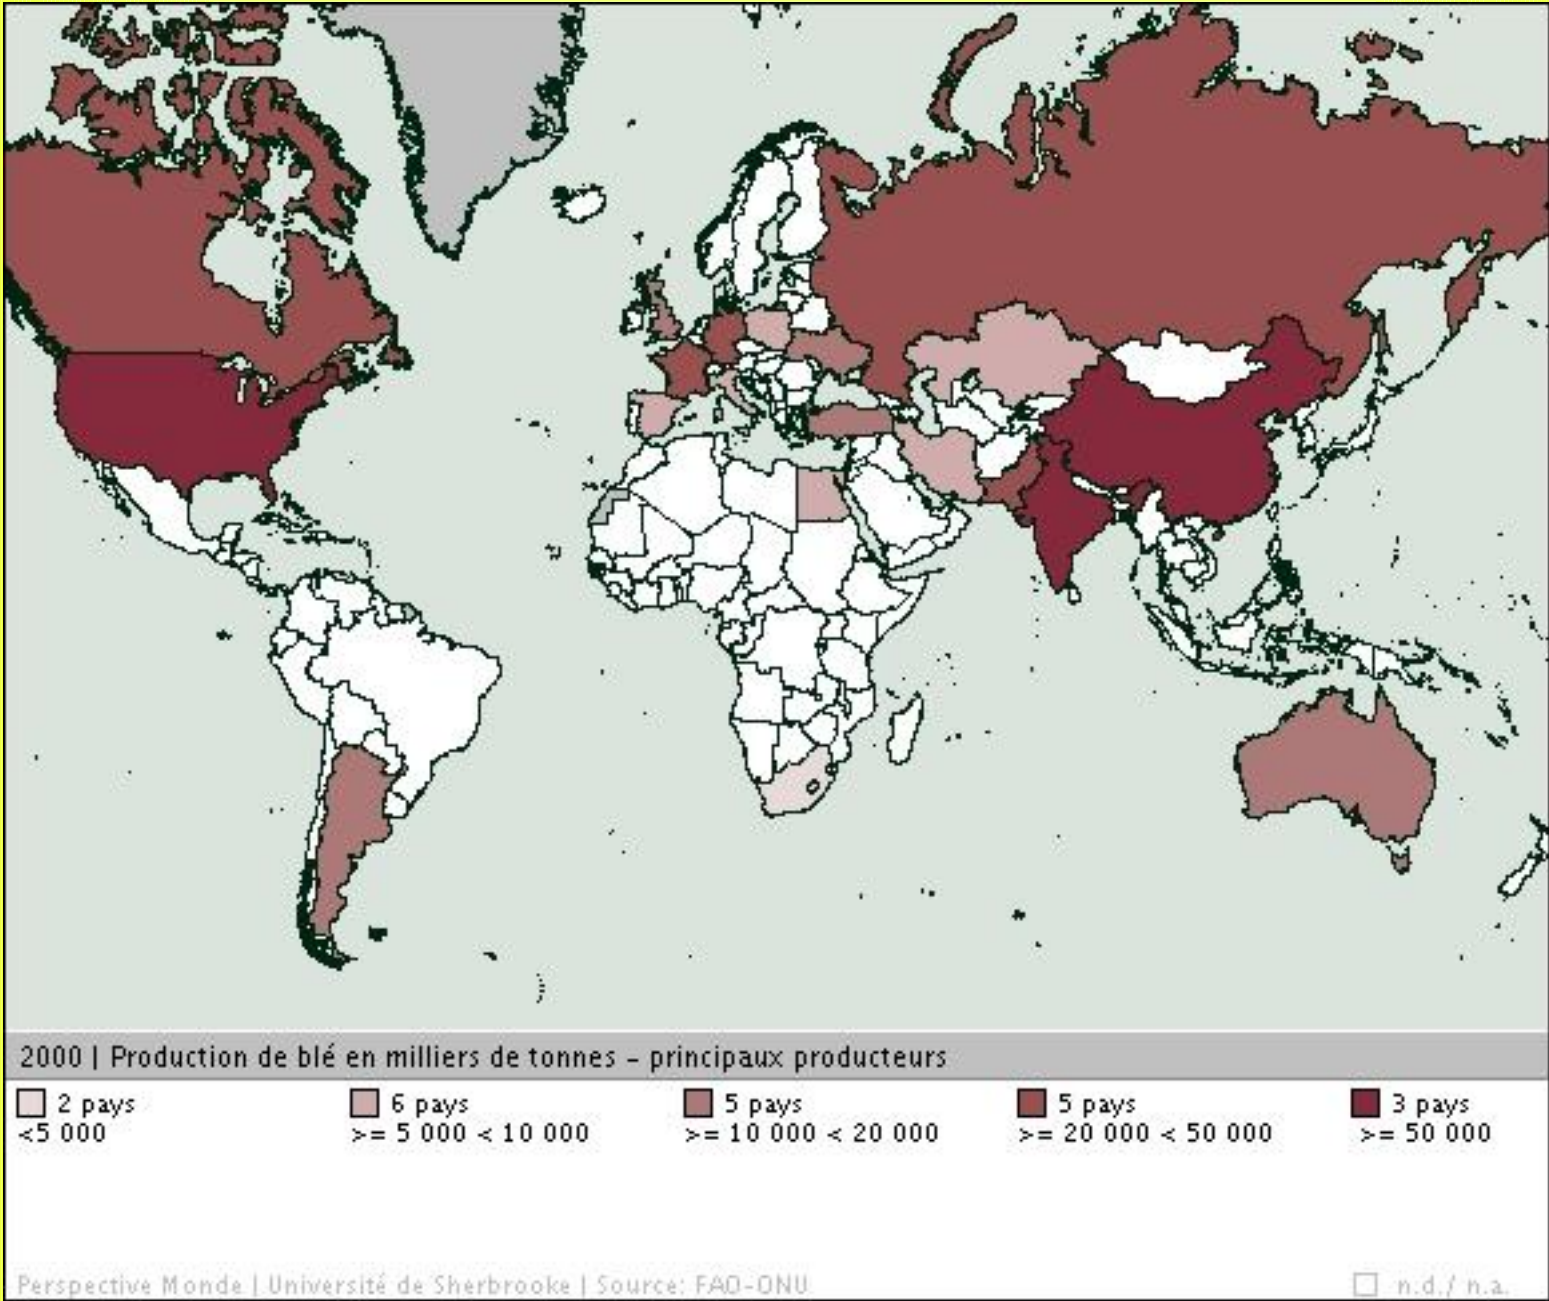 2000 | Production de blé en milliers de tonnes – principaux producteurs
2 pays
<5 000
6 pays
>= 5 000 < 10 000
5 pays
>= 10 000 < 20 000
5 pays
>= 20 000 < 50 000
3 pays
>= 50 000
Perspective Monde | Université de Sherbrooke | Source: FAO-ONU
n.d./ n.a.